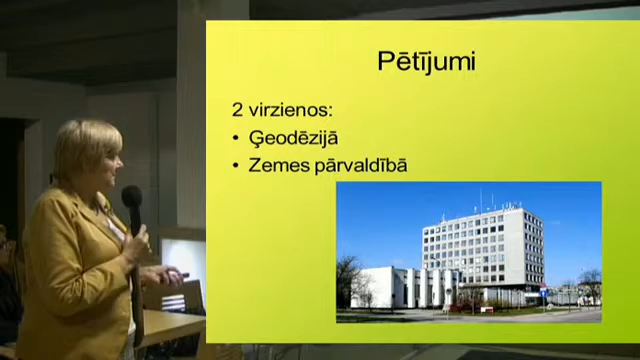 Pētījumi
2 virzienos:
• Ģeodēzijā
• Zemes pārvaldībā